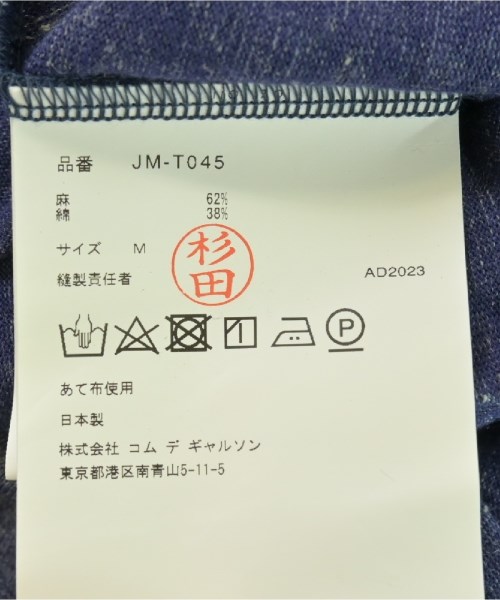 品番 JM-T045
麻 62%
綿 38%
サイズ M
杉田
縫製責任者 AD2023
P
あて布使用
日本製
株式会社 コム デ ギャルソン
東京都港区南青山5-11-5